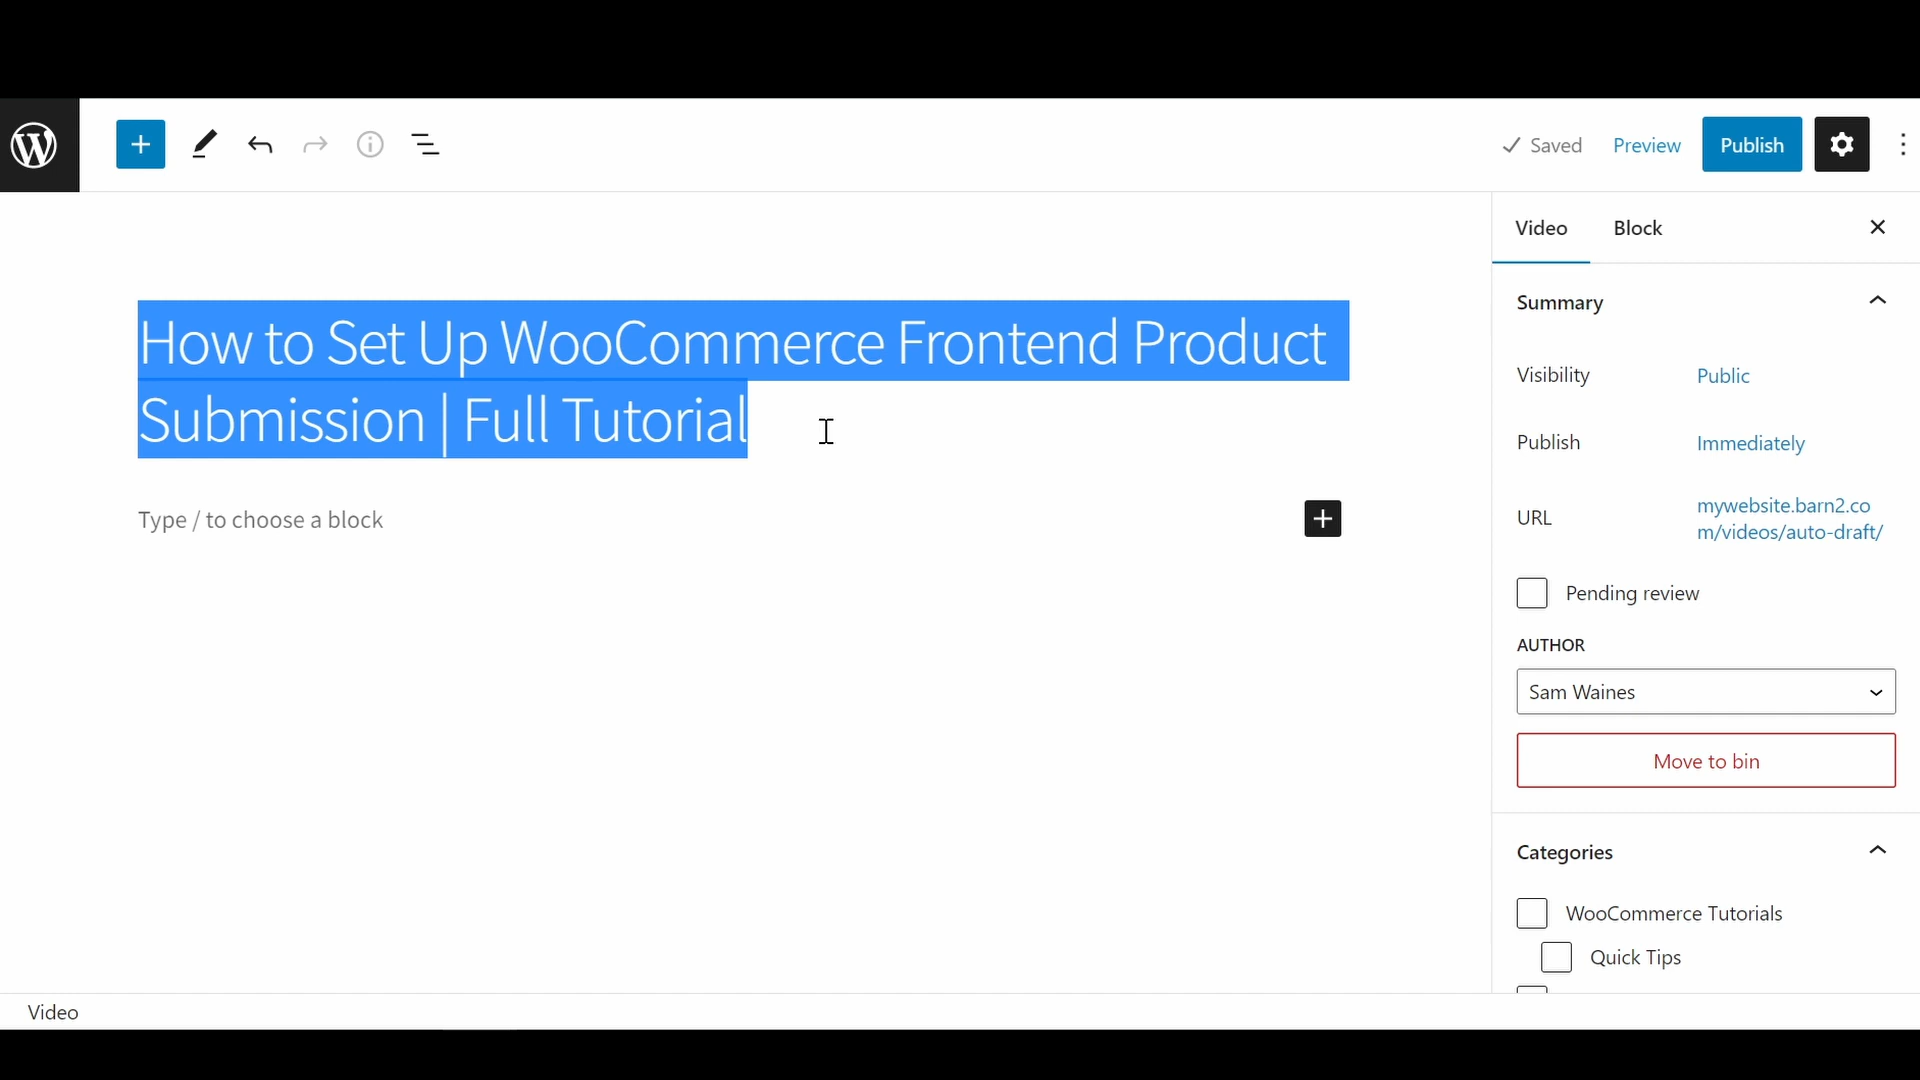 Saved
Preview
Publish
Video
Block
How to Set Up WooCommerce Frontend Product
Submission | Full Tutorial
Type / to choose a block
Summary
Visibility
Public
Publish
Immediately
URL
mywebsite.barn2.co
m/videos/auto-draft/
Pending review
AUTHOR
Sam Waines
Move to bin
Categories
WooCommerce Tutorials
Quick Tips
Video